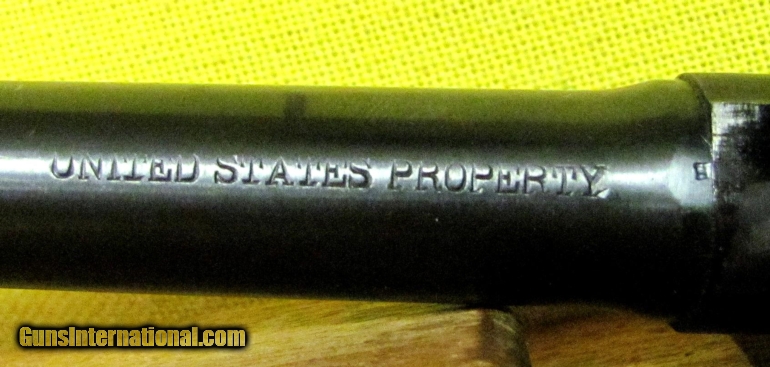 UNITED STATES PROPERTY
GunsInternational.com